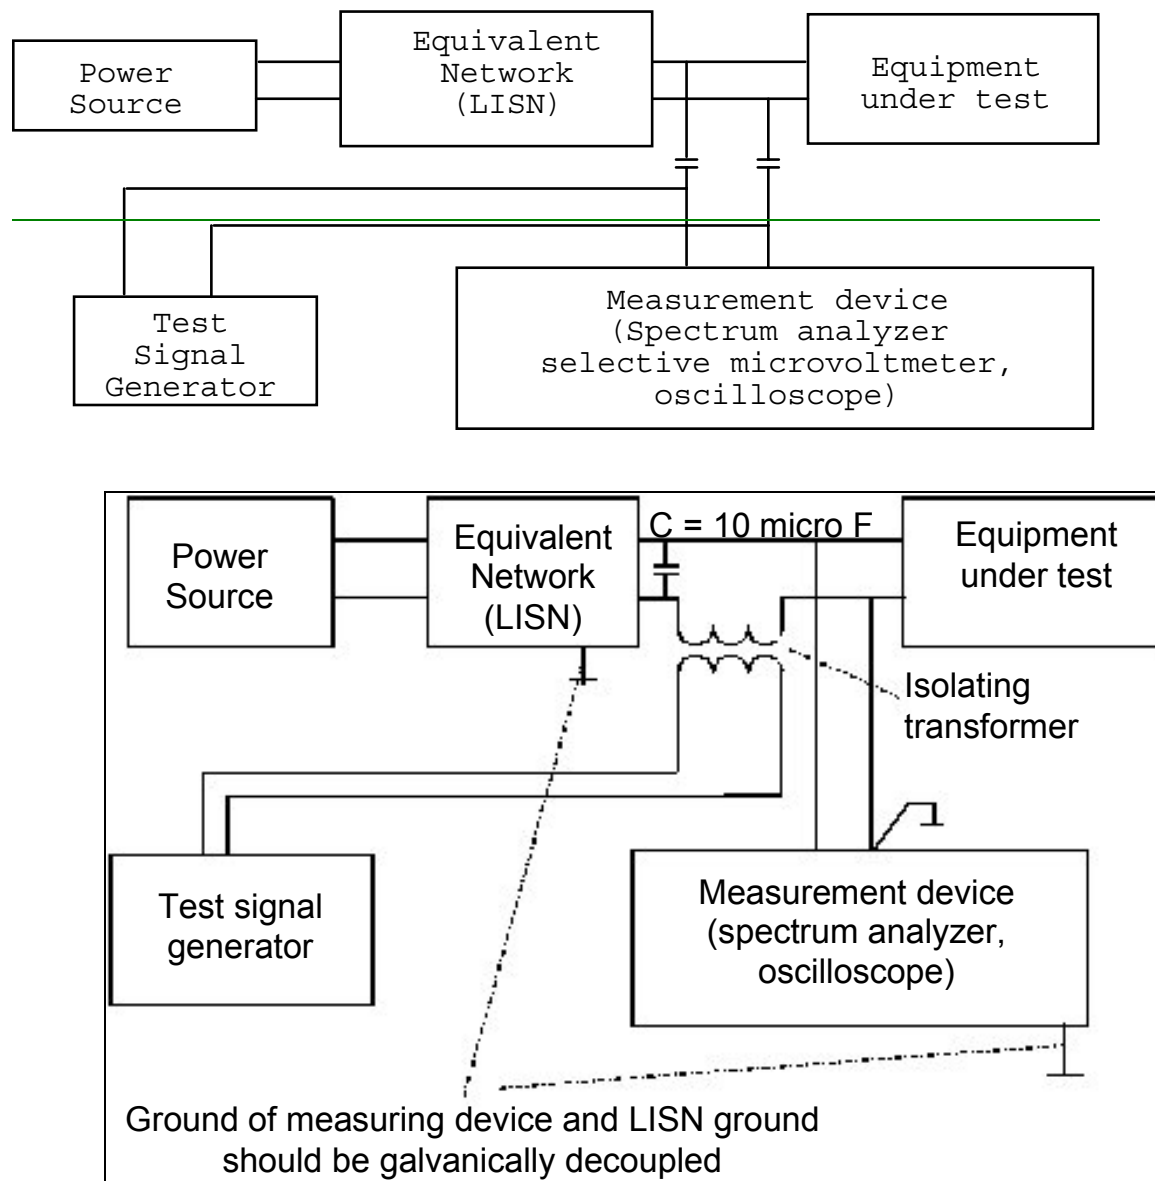 Power
Source
Equivalent
Network
(LISN)
Equipment
under test
Test
Signal
Generator
Measurement device
(Spectrum analyzer
selective microvoltmeter,
oscilloscope)
Power
Source
Equivalent
Network
(LISN)
C = 10 micro F
Equipment
under test
Isolating
transformer
Test signal
generator
Measurement device
(spectrum analyzer,
oscilloscope)
Ground of measuring device and LISN ground
should be galvanically decoupled